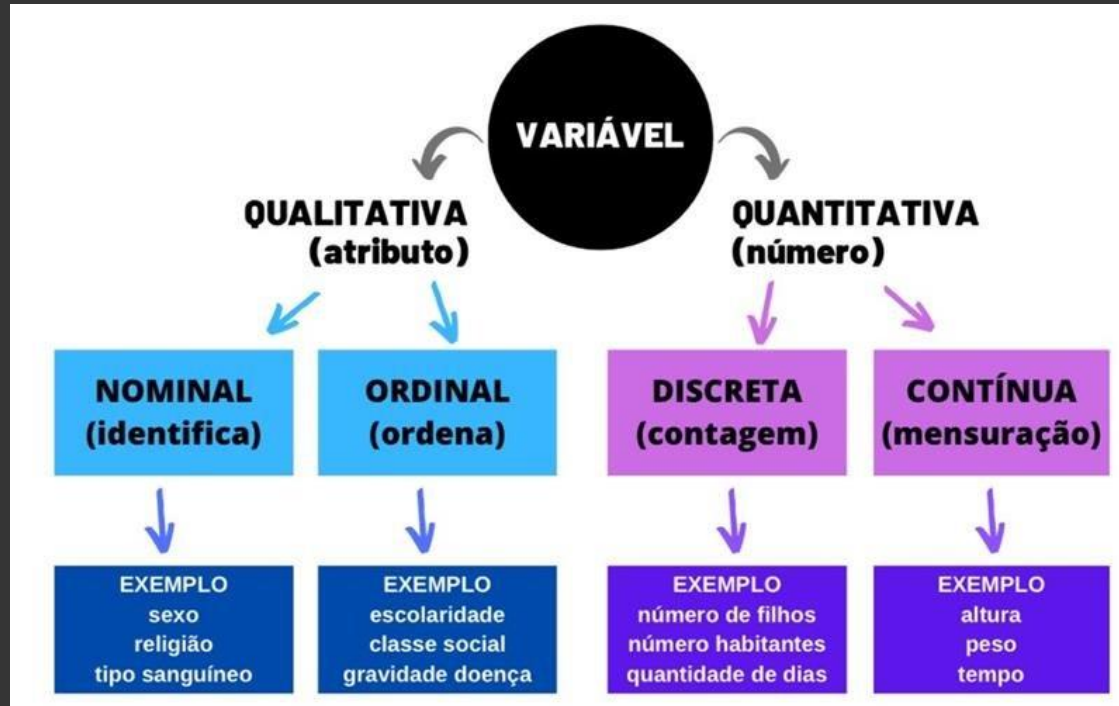 VARIÁVEL
QUALITATIVA
(atributo)
QUANTITATIVA
(número)
NOMINAL
(identifica)
ORDINAL
(ordena)
DISCRETA
(contagem)
CONTÍNUA
(mensuração)
EXEMPLO
sexo
religião
tipo sanguíneo
EXEMPLO
escolaridade
classe social
gravidade doença
EXEMPLO
número de filhos
número habitantes
quantidade de dias
EXEMPLO
altura
peso
tempo